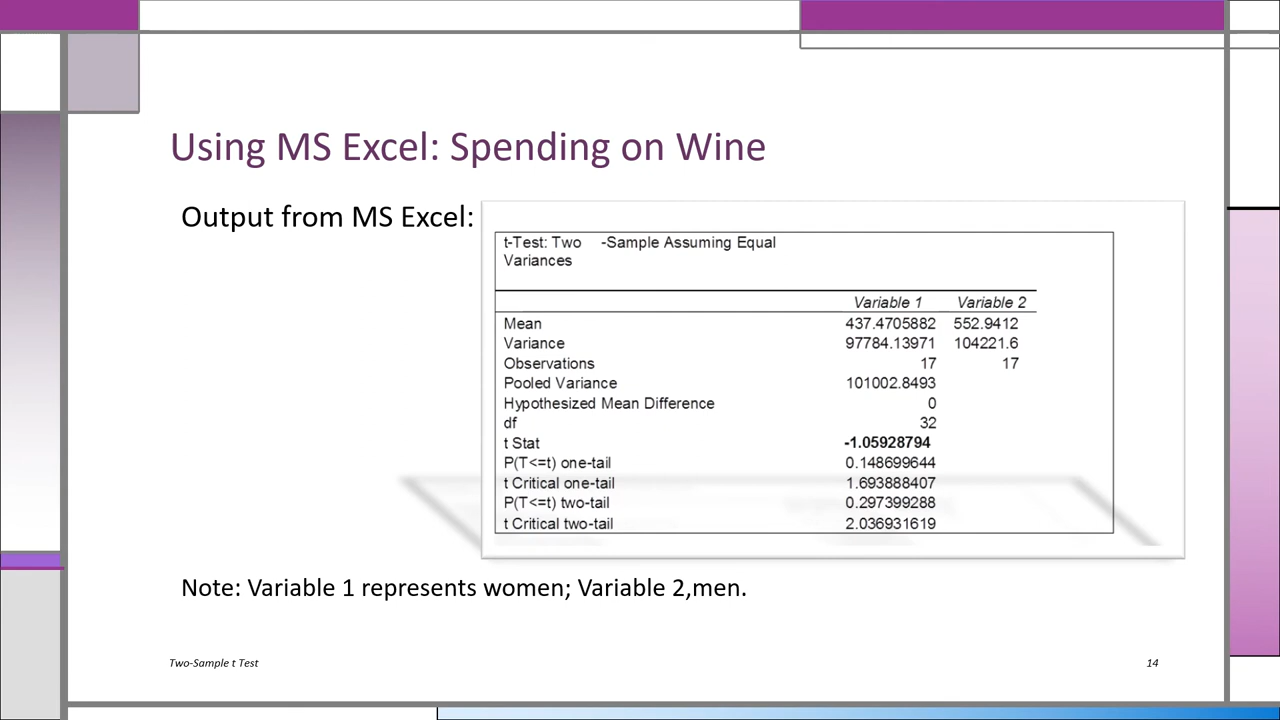 Using MS Excel: Spending on Wine
Output from MS Excel:
t-Test: Two -Sample Assuming Equal
Variances
Variable 1 Variable 2
Mean 437.4705882 552.9412
Variance 97784.13971 104221.6
Observations 17 17
Pooled Variance 101002.8493
Hypothesized Mean Difference 0
df 32
t Stat -1.05928794
P(T<=t) one-tail 0.148699644
t Critical one-tail 1.693888407
P(T<=t) two-tail 0.297399288
t Critical two-tail 2.036931619
Note: Variable 1 represents women; Variable 2,men.
Two-Sample t Test 14